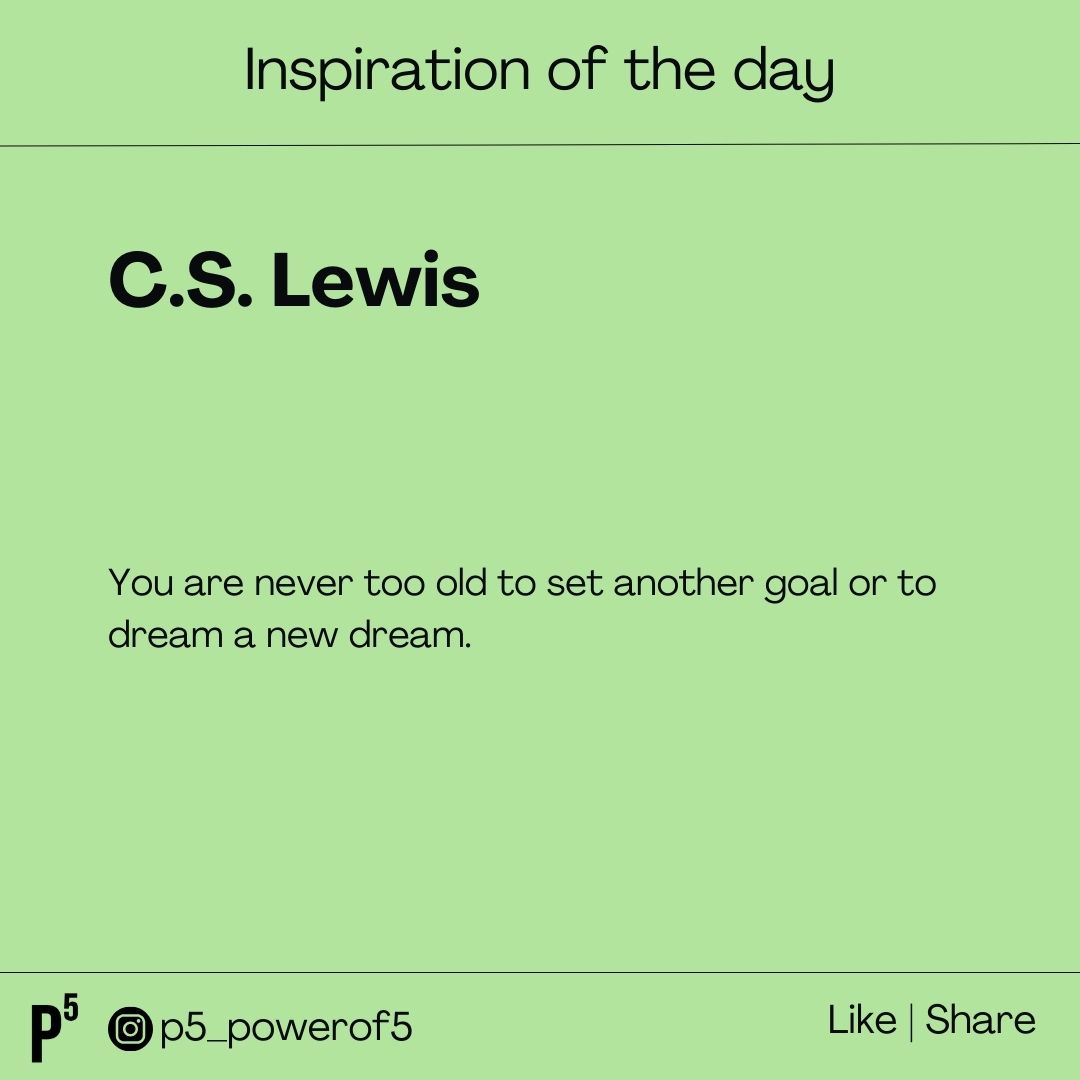 Inspiration of the day
C.S. Lewis
You are never too old to set another goal or to
dream a new dream.
P5 p5_powerof5
Like | Share